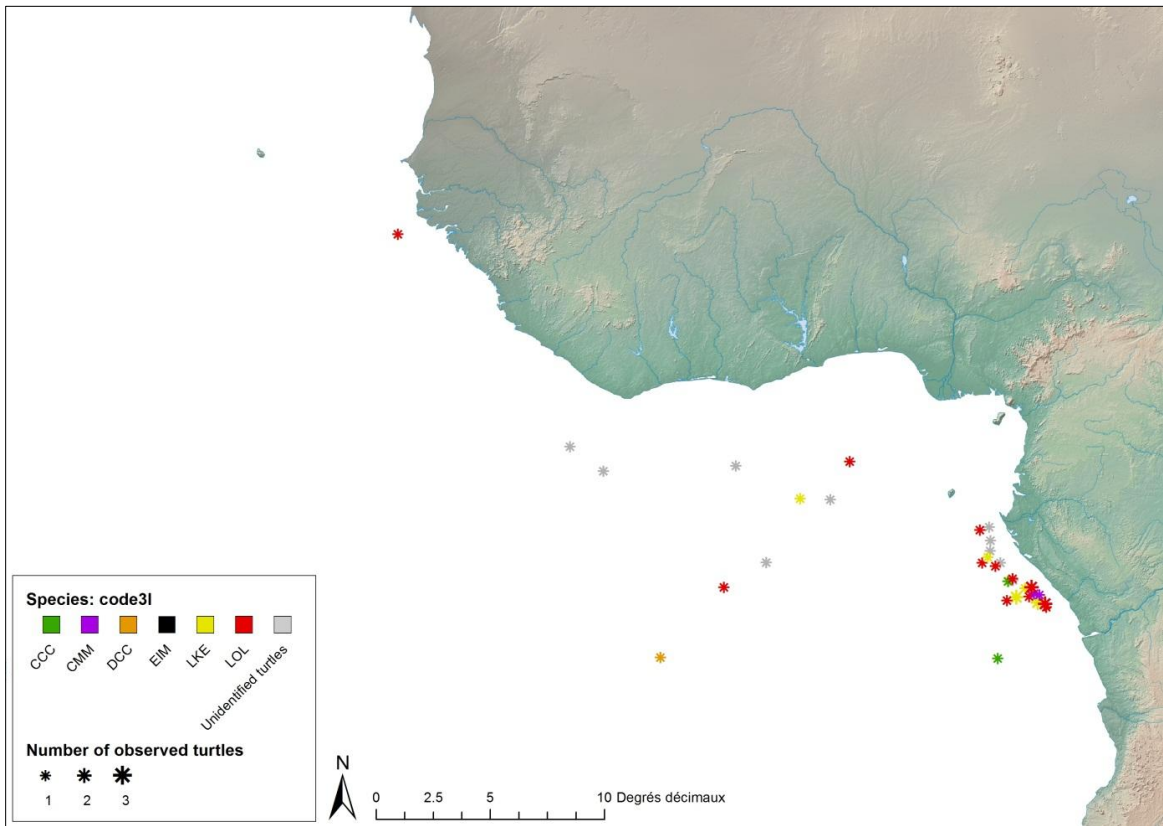 Species: code3l
CCC CMM DCC EIM LKE LOL Unidentified turtles
Number of observed turtles
1 2 3
N
0 2.5 5 10 Degrés décimaux